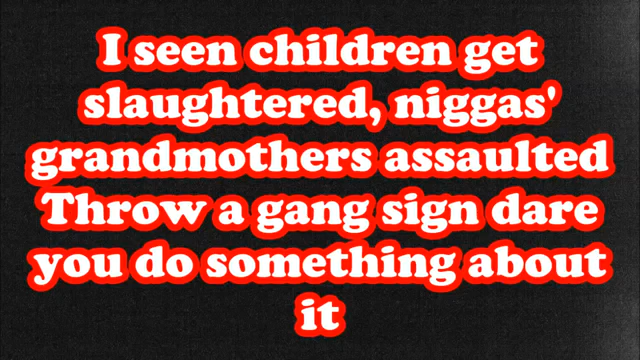 I seen children get
slaughtered, niggas'
grandmothers assaulted
Throw a gang sign dare
you do something about
it